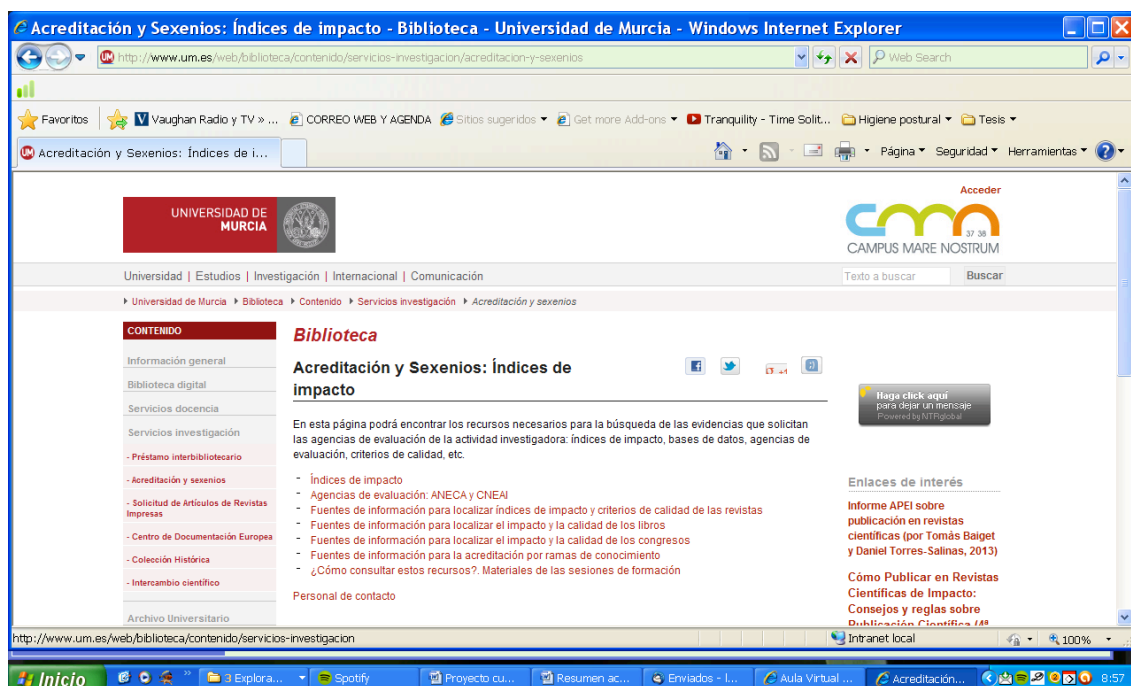 Acreditación y Sexenios: Índices de impacto - Biblioteca - Universidad de Murcia - Windows Internet Explorer
http://www.um.es/web/biblioteca/contenido/servicios-investigacion/acreditacion-y-sexenios
Web Search
Favoritos
Vaughan Radio y TV » ...
CORREO WEB Y AGENDA
Sitios sugeridos
Get more Add-ons
Tranquility - Time Solit...
Higiene postural
Tesis
Acreditación y Sexenios: Índices de i...
Página
Seguridad
Herramientas
UNIVERSIDAD DE
MURCIA
Acceder
37 38
CAMPUS MARE NOSTRUM
Universidad | Estudios | Investigación | Internacional | Comunicación
Texto a buscar
Buscar
Universidad de Murcia
Biblioteca
Contenido
Servicios investigación
Acreditación y sexenios
CONTENIDO
Información general
Biblioteca digital
Servicios docencia
Servicios investigación
- Préstamo interbibliotecario
- Acreditación y sexenios
- Solicitud de Artículos de Revistas
Impresas
- Centro de Documentación Europea
- Colección Histórica
- Intercambio científico
Archivo Universitario
Biblioteca
Acreditación y Sexenios: Índices de
impacto
En esta página podrá encontrar los recursos necesarios para la búsqueda de las evidencias que solicitan
las agencias de evaluación de la actividad investigadora: índices de impacto, bases de datos, agencias de
evaluación, criterios de calidad, etc.
- Índices de impacto
- Agencias de evaluación: ANECA y CNEAI
- Fuentes de información para localizar índices de impacto y criterios de calidad de las revistas
- Fuentes de información para localizar el impacto y la calidad de los libros
- Fuentes de información para localizar el impacto y la calidad de los congresos
- Fuentes de información para la acreditación por ramas de conocimiento
- ¿Cómo consultar estos recursos?. Materiales de las sesiones de formación
Personal de contacto
Haga click aquí
para dejar un mensaje
Powered by NTRglobal
Enlaces de interés
Informe APEI sobre
publicación en revistas
científicas (por Tomás Baiget
y Daniel Torres-Salinas, 2013)
Cómo Publicar en Revistas
Científicas de Impacto:
Consejos y reglas sobre
Publicación Científica (4ª
http://www.um.es/web/biblioteca/contenido/servicios-investigacion
Intranet local
100%
Inicio
3 Explora...
Spotify
Proyecto cu...
Resumen ac...
Enviados - I...
Aula Virtual ...
Acreditación...
8:57